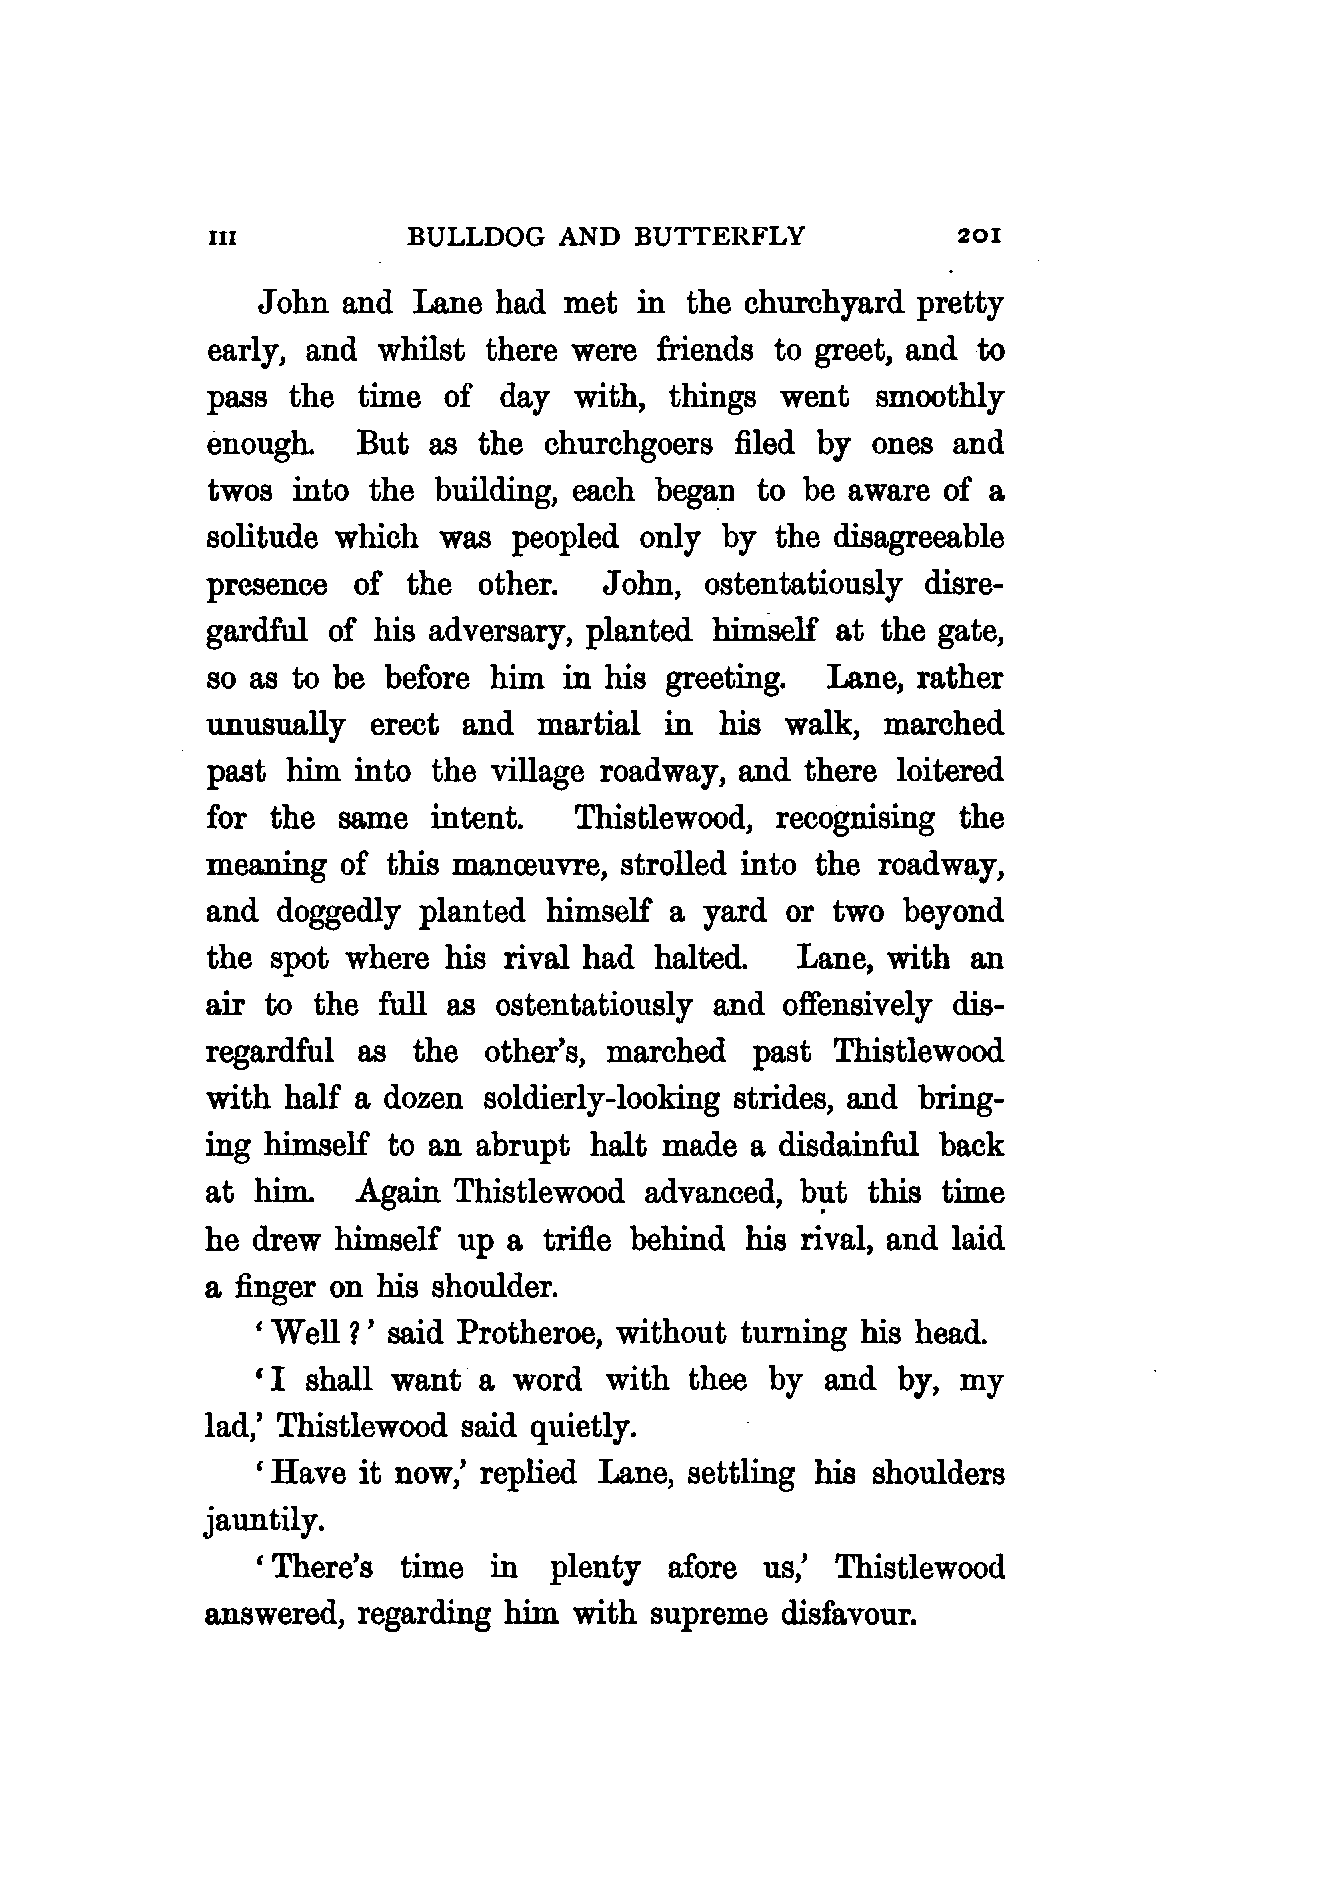 III BULLDOG AND BUTTERFLY 201
John and Lane had met in the churchyard pretty
early, and whilst there were friends to greet, and to
pass the time of day with, things went smoothly
enough. But as the churchgoers filed by ones and
twos into the building, each began to be aware of a
solitude which was peopled only by the disagreeable
presence of the other. John, ostentatiously disre-
gardful of his adversary, planted himself at the gate,
so as to be before him in his greeting. Lane, rather
unusually erect and martial in his walk, marched
past him into the village roadway, and there loitered
for the same intent. Thistlewood, recognising the
meaning of this manœuvre, strolled into the roadway,
and doggedly planted himself a yard or two beyond
the spot where his rival had halted. Lane, with an
air to the full as ostentatiously and offensively dis-
regardful as the other's, marched past Thistlewood
with half a dozen soldierly-looking strides, and bring-
ing himself to an abrupt halt made a disdainful back
at him. Again Thistlewood advanced, but this time
he drew himself up a trifle behind his rival, and laid
a finger on his shoulder.
‘Well?’ said Protheroe, without turning his head.
‘I shall want a word with thee by and by, my
lad,’ Thistlewood said quietly.
‘Have it now,’ replied Lane, settling his shoulders
jauntily.
‘There's time in plenty afore us,’ Thistlewood
answered, regarding him with supreme disfavour.